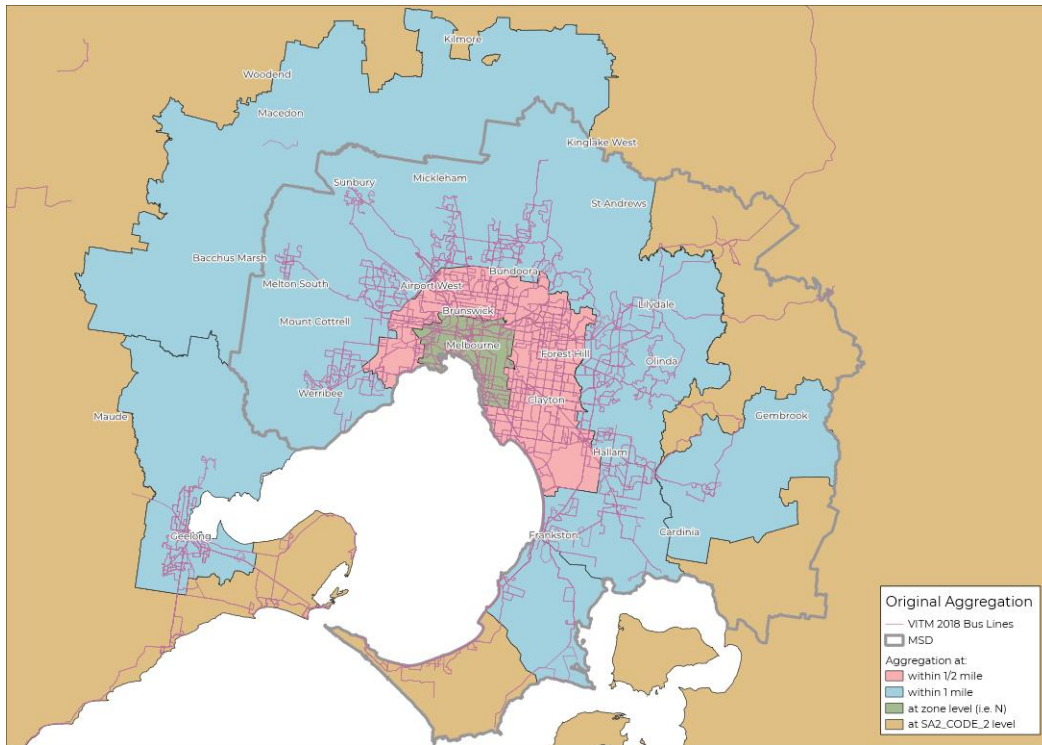 Kilmore
Woodend
Macedon
Kinglake West
Sunbury
Mickleham
St Andrews
Bacchus Marsh
Bundoora
Melton South
Airport West
Lilydale
Brunswick
Mount Cottrell
Melbourne
Forest Hill
Olinda
Werribee
Clayton
Maude
Gembrook
Hallam
Geelong
Frankston
Cardinia
Original Aggregation
VITM 2018 Bus Lines
MSD
Aggregation at:
within 1/2 mile
within 1 mile
at zone level (i.e. N)
at SA2_CODE_2 level